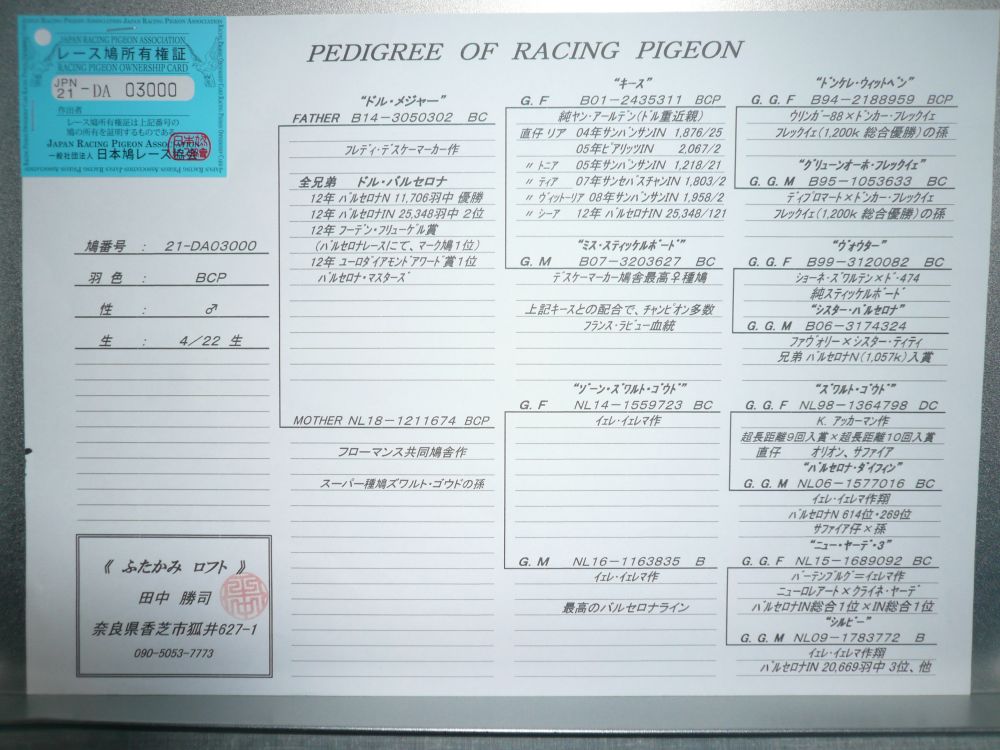 JAPAN RACING PIGEON ASSOCIATION
レース鳩所有権証
RACING PIGEON OWNERSHIP CARD
JPN
21 -DA 03000
作出者
レース鳩所有権証は上記番号の
鳩の所有を証明するものである
JAPAN RACING PIGEON ASSOCIATION
一般社団法人 日本鳩レース協会
PEDIGREE OF RACING PIGEON
鳩番号 : 21-DA03000
羽色 : BCP
性 : ♂
生 : 4/22 生
《 ふたかみ ロフト 》
田中 勝司
奈良県香芝市狐井627-1
090-5053-7773
“ドル・メジャー”
FATHER B14-3050302 BC
フレディ・デスケーマーカー作
全兄弟 ドル・バルセロナ
12年 バルセロナN 11,706羽中 優勝
12年 バルセロナIN 25,348羽中 2位
12年 フーデン・フリューゲル賞
(バルセロナレースにて、マーク鳩1位)
12年 ユーロダイアモンドアワード賞1位
バルセロナ・マスターズ
MOTHER NL18-1211674 BCP
フローマンス共同鳩舎作
スーパー種鳩ズワルト・ゴウドの孫
“キース”
G.F B01-2435311 BCP
純ヤン・アールデン(ドル重近親)
直仔 リア 04年サンバンサンIN 1,876/25
05年ビアリッツIN 2,067/2
〃 トニア 05年サンバンサンIN 1,218/21
〃 ティア 07年サンセバスチャンIN 1,803/2
〃 ヴィットーリア 08年サンバンサンIN 1,958/2
〃 シーア 12年 バルセロナIN 25,348/121
“ミス・スティッケルボード”
G.M B07-3203627 BC
デスケーマーカー鳩舎最高♀種鳩
上記キースとの配合で、チャンピオン多数
フランス・ラビュー血統
“ゾーン・ズワルト・ゴウド”
G.F NL14-1559723 BC
イェレ・イェレマ作
G.M NL16-1163835 B
イェレ・イェレマ作
最高のバルセロナライン
“ドンケレ・ウィットペン”
G.G.F B94-2188959 BCP
ウリンガー88×ドンカー・フレックイェ
フレックイェ(1,200k 総合優勝)の孫
“グリューンオーホ・フレックイェ”
G.G.M B95-1053633 BC
ディプロマート×ドンカー・フレックイェ
フレックイェ(1,200k 総合優勝)の孫
“ヴォウター”
G.G.F B99-3120082 BC
ショーネ・ズワルテン×ド・474
純スティッケルボード
“シスター・バルセロナ”
G.G.M B06-3174324
ファヴォリー×シスター・ティティ
兄弟 バルセロナN(1,057k)入賞
“ズワルト・ゴウド”
G.G.F NL98-1364798 DC
K. アッカーマン作
超長距離9回入賞×超長距離10回入賞
直仔 オリオン、サファイア
“バルセロナ・ダイフィン”
G.G.M NL06-1577016 BC
イェレ・イェレマ作翔
バルセロナN 614位・269位
サファイア仔×孫
“ニュー・ヤーデ・3”
G.G.F NL15-1689092 BC
バーテンブルグ=イェレマ作
ニューロレアート×クライネ・ヤーデ
バルセロナIN総合1位×IN総合1位
“シルビー”
G.G.M NL09-1783772 B
イェレ・イェレマ作翔
バルセロナIN 20,669羽中 3位、他